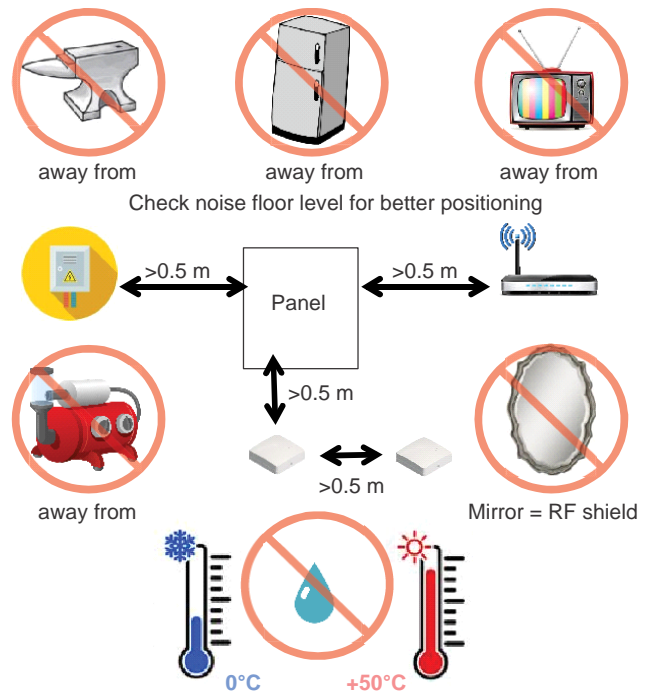 away from
away from
away from
Check noise floor level for better positioning
>0.5 m
>0.5 m
Panel
>0.5 m
>0.5 m
away from
Mirror = RF shield
0°C
+50°C